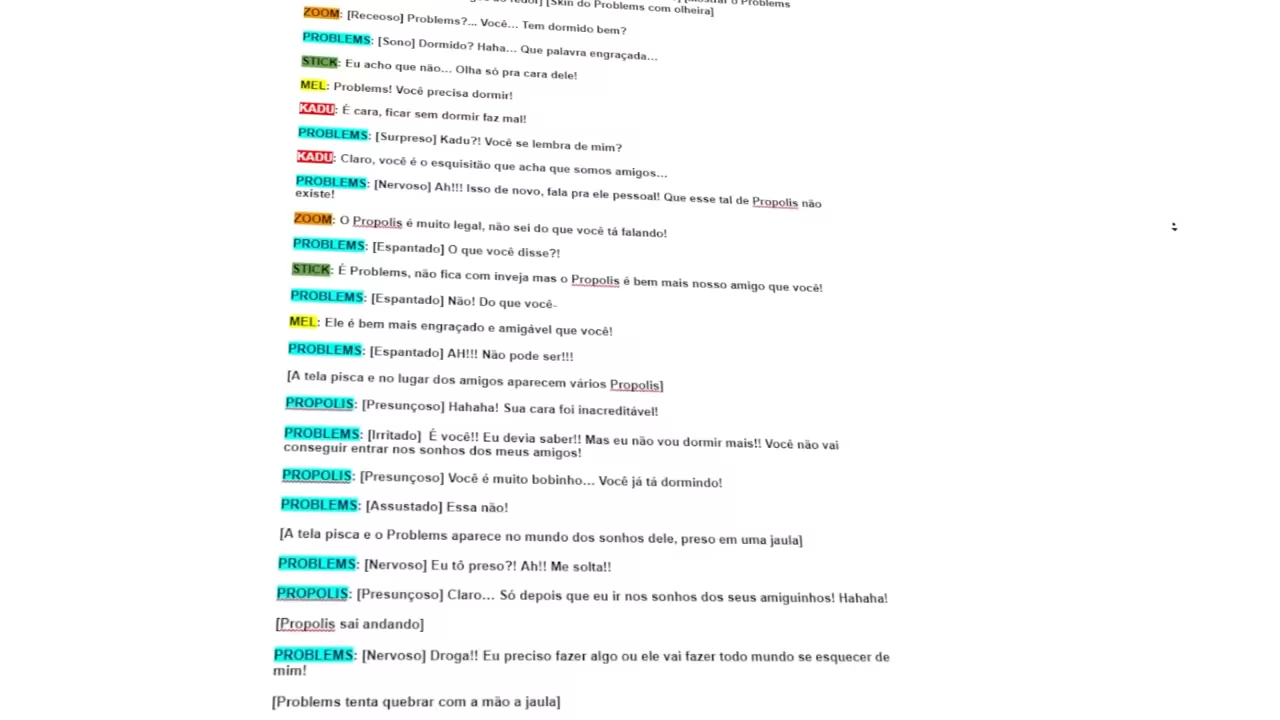 [Skin do Problems com olheira]
ZOOM: [Receoso] Problems?... Você... Tem dormido bem?
PROBLEMS: [Sono] Dormido? Haha... Que palavra engraçada...
STICK: Eu acho que não... Olha só pra cara dele!
MEL: Problems! Você precisa dormir!
KADU: É cara, ficar sem dormir faz mal!
PROBLEMS: [Surpreso] Kadu?! Você se lembra de mim?
KADU: Claro, você é o esquisitão que acha que somos amigos...
PROBLEMS: [Nervoso] Ah!!! Isso de novo, fala pra ele pessoal! Que esse tal de Propolis não
existe!
ZOOM: O Propolis é muito legal, não sei do que você tá falando!
PROBLEMS: [Espantado] O que você disse?!
STICK: É Problems, não fica com inveja mas o Propolis é bem mais nosso amigo que você!
PROBLEMS: [Espantado] Não! Do que você-
MEL: Ele é bem mais engraçado e amigável que você!
PROBLEMS: [Espantado] AH!!! Não pode ser!!!
[A tela pisca e no lugar dos amigos aparecem vários Propolis]
PROPOLIS: [Presunçoso] Hahaha! Sua cara foi inacreditável!
PROBLEMS: [Irritado] É você!! Eu devia saber!! Mas eu não vou dormir mais!! Você não vai
conseguir entrar nos sonhos dos meus amigos!
PROPOLIS: [Presunçoso] Você é muito bobinho... Você já tá dormindo!
PROBLEMS: [Assustado] Essa não!
[A tela pisca e o Problems aparece no mundo dos sonhos dele, preso em uma jaula]
PROBLEMS: [Nervoso] Eu tô preso?! Ah!! Me solta!!
PROPOLIS: [Presunçoso] Claro... Só depois que eu ir nos sonhos dos seus amiguinhos! Hahaha!
[Propolis sai andando]
PROBLEMS: [Nervoso] Droga!! Eu preciso fazer algo ou ele vai fazer todo mundo se esquecer de
mim!
[Problems tenta quebrar com a mão a jaula]